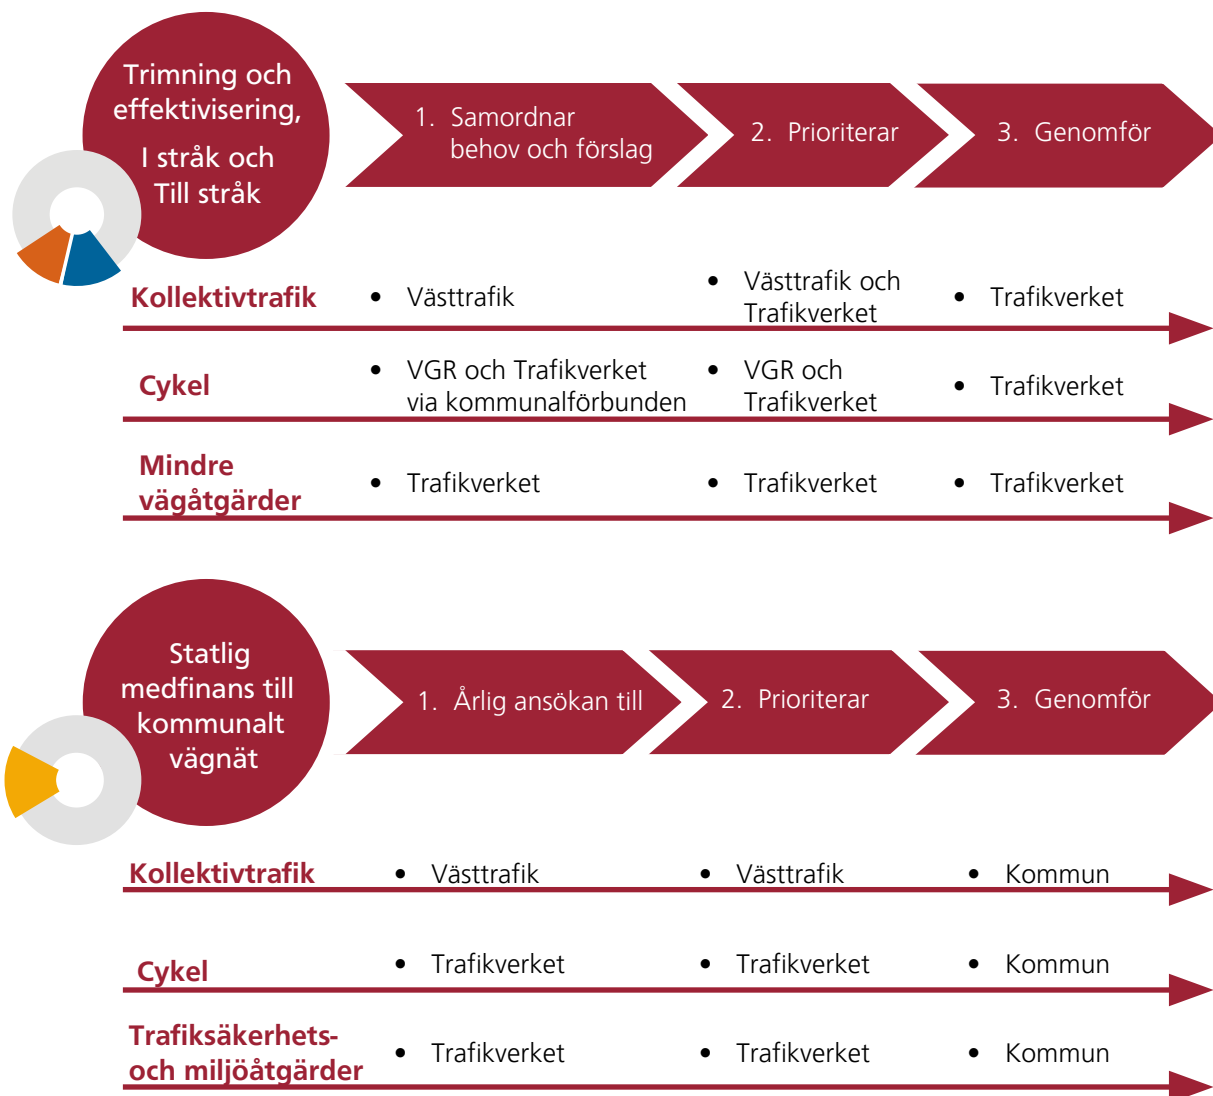 Trimning och
effektivisering,
I stråk och
Till stråk
1. Samordnar
behov och förslag
2. Prioriterar
3. Genomför
Kollektivtrafik
• Västtrafik
• Västtrafik och
Trafikverket
• Trafikverket
Cykel
• VGR och Trafikverket
via kommunalförbunden
• VGR och
Trafikverket
• Trafikverket
Mindre
vägåtgärder
• Trafikverket
• Trafikverket
• Trafikverket
Statlig
medfinans till
kommunalt
vägnät
1. Årlig ansökan till
2. Prioriterar
3. Genomför
Kollektivtrafik
• Västtrafik
• Västtrafik
• Kommun
Cykel
• Trafikverket
• Trafikverket
• Kommun
Trafiksäkerhets-
och miljöåtgärder
• Trafikverket
• Trafikverket
• Kommun